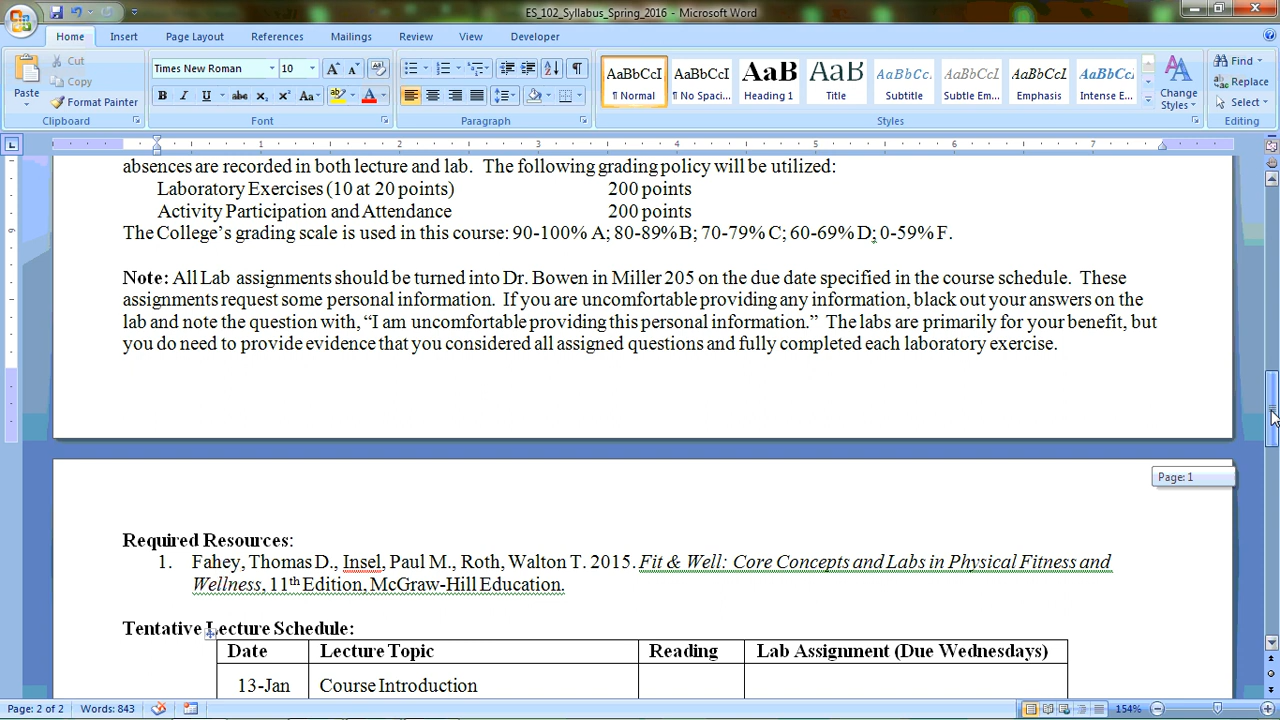 ES_102_Syllabus_Spring_2016 - Microsoft Word
Home Insert Page Layout References Mailings Review View Developer
Paste
Cut
Copy
Format Painter
Clipboard
Times New Roman 10
Font
Paragraph
AaBbCcI AaBbCcI AaB AaBbC AaBbCcI AaBbCcI AaBbCcI AaBbCcI
¶ Normal ¶ No Spaci... Heading 1 Title Subtitle Subtle Em... Emphasis Intense E...
Change Styles
Styles
Find
Replace
Select
Editing
1 2 3 4 5 6 7
absences are recorded in both lecture and lab. The following grading policy will be utilized:
Laboratory Exercises (10 at 20 points) 200 points
Activity Participation and Attendance 200 points
The College’s grading scale is used in this course: 90-100% A; 80-89% B; 70-79% C; 60-69% D; 0-59% F.
Note: All Lab assignments should be turned into Dr. Bowen in Miller 205 on the due date specified in the course schedule. These
assignments request some personal information. If you are uncomfortable providing any information, black out your answers on the
lab and note the question with, “I am uncomfortable providing this personal information.” The labs are primarily for your benefit, but
you do need to provide evidence that you considered all assigned questions and fully completed each laboratory exercise.
Page: 1
Required Resources:
1. Fahey, Thomas D., Insel, Paul M., Roth, Walton T. 2015. Fit & Well: Core Concepts and Labs in Physical Fitness and
Wellness, 11th Edition, McGraw-Hill Education.
Tentative Lecture Schedule:
Date Lecture Topic Reading Lab Assignment (Due Wednesdays)
13-Jan Course Introduction
Page: 2 of 2 Words: 843 154%